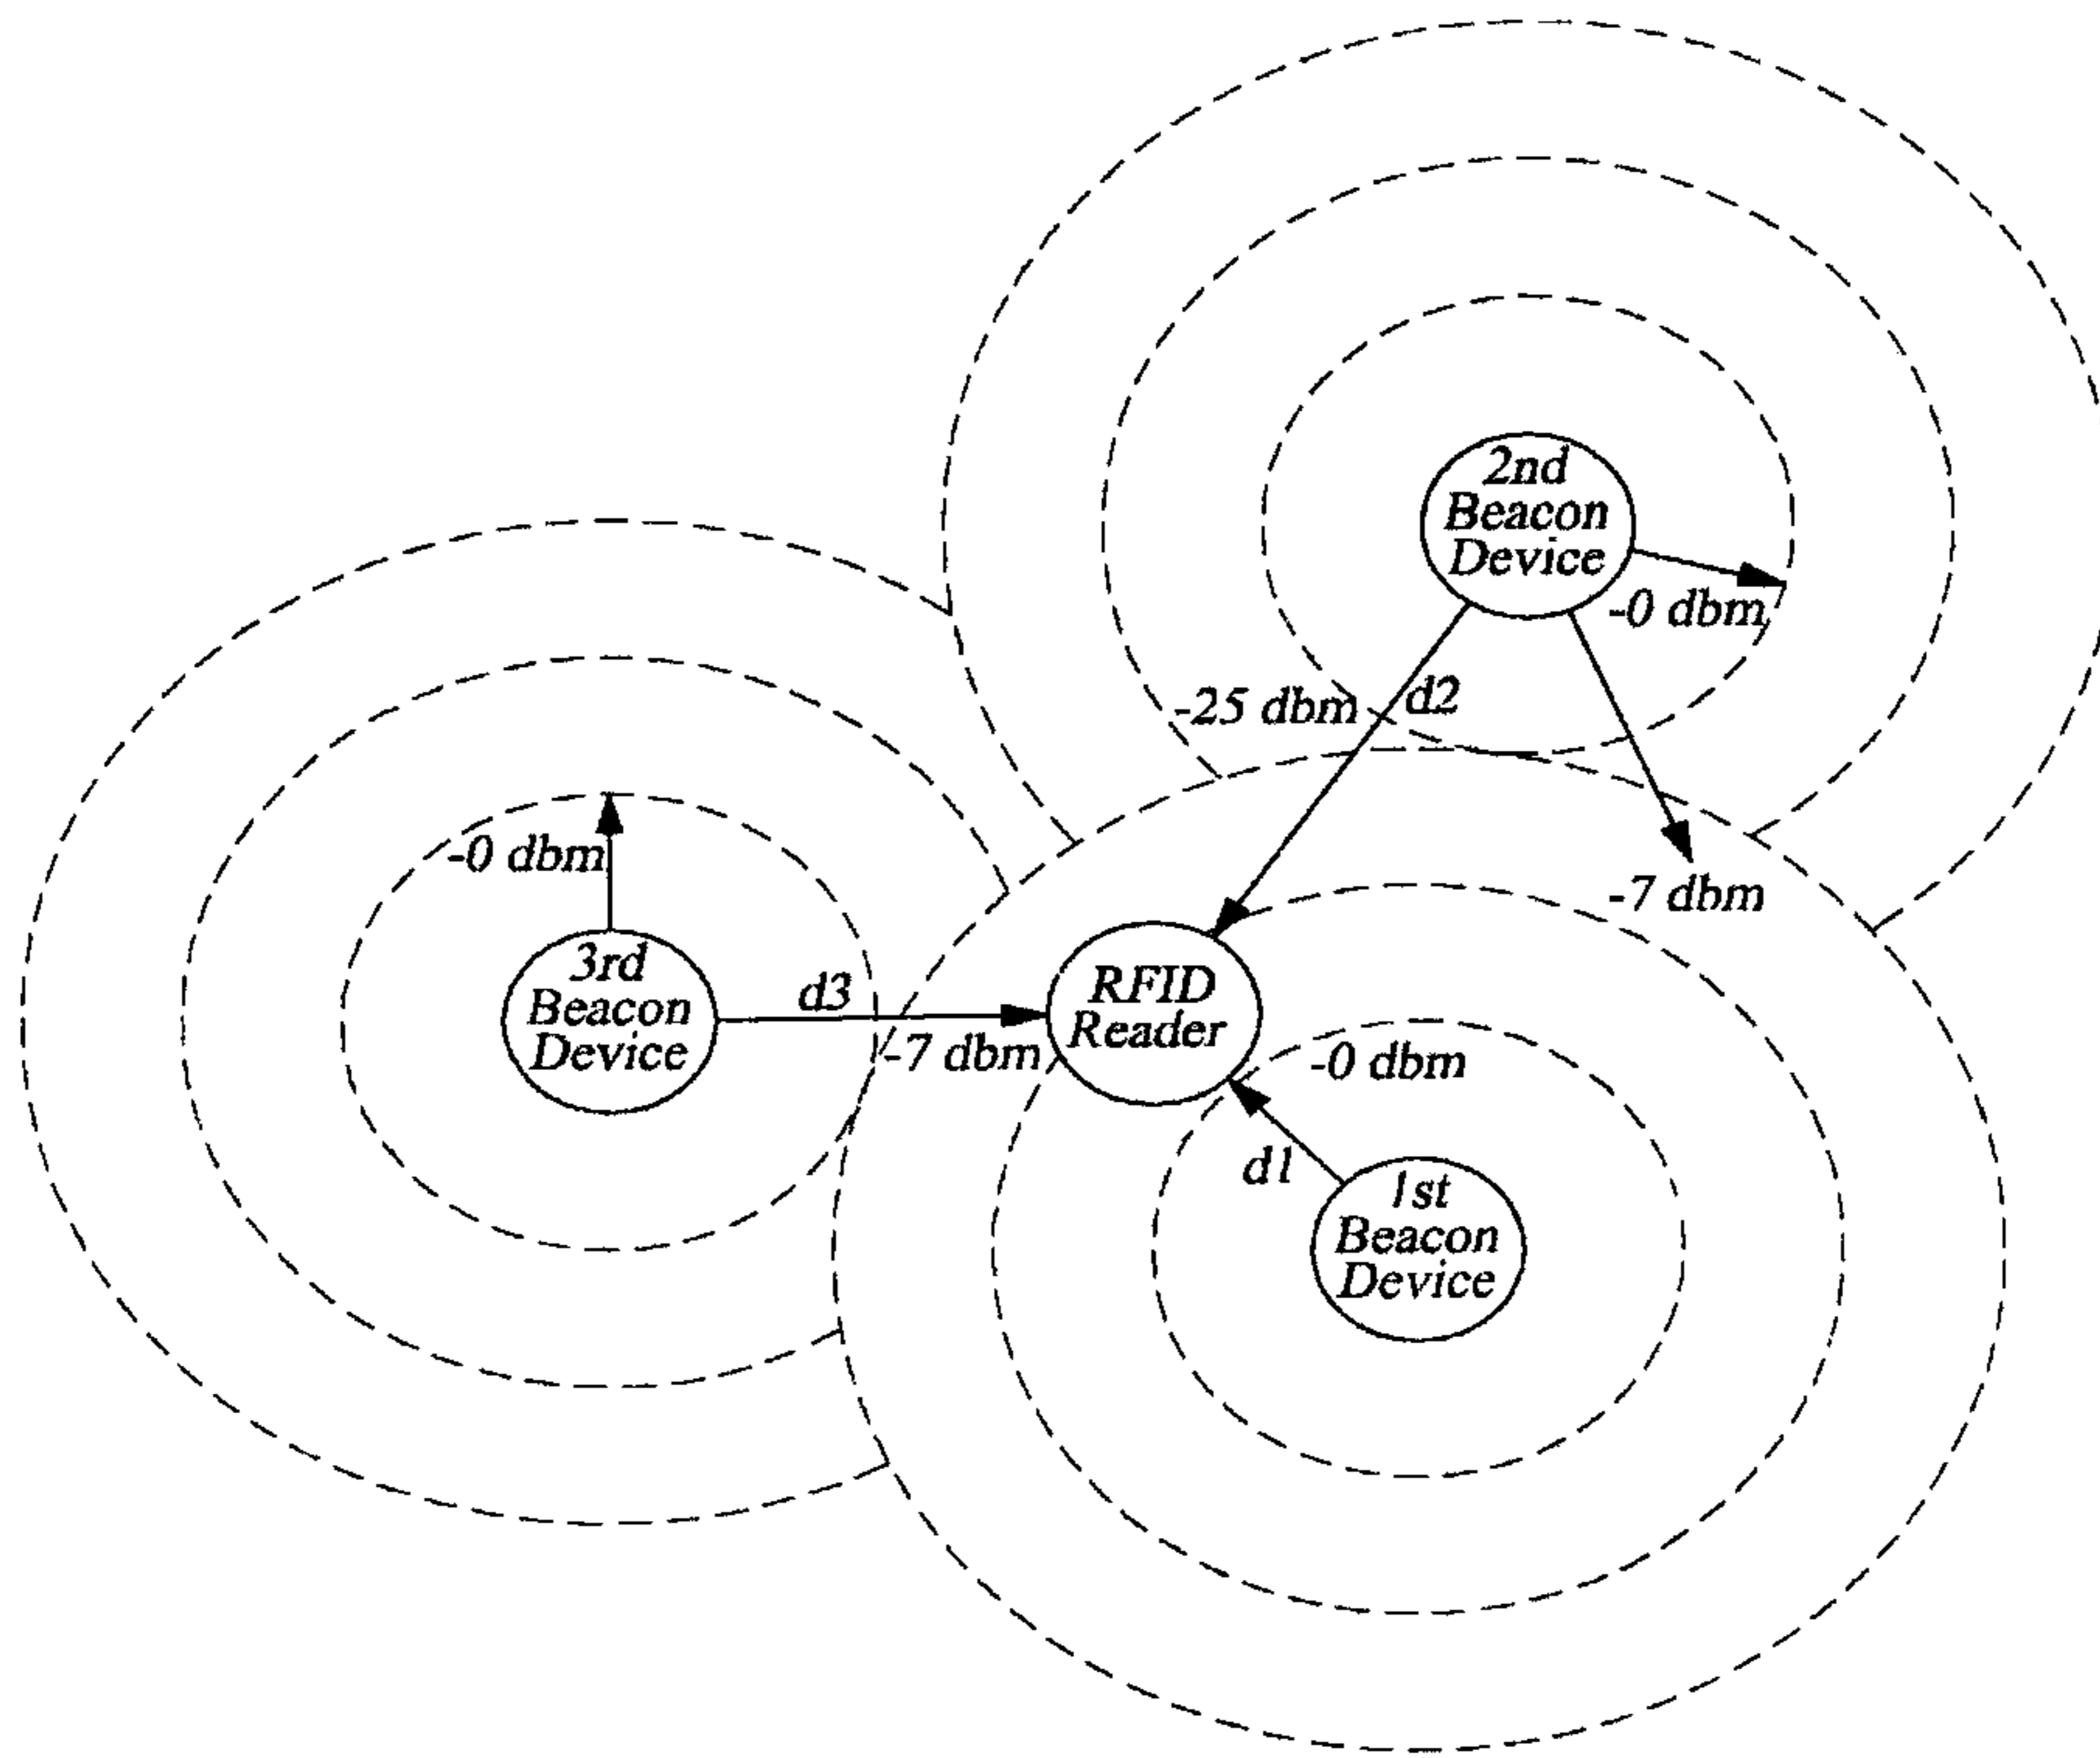 2nd
Beacon
Device
-0 dbm
-25 dbm
d2
-7 dbm
-0 dbm
3rd
Beacon
Device
d3
-7 dbm
RFID
Reader
-0 dbm
d1
1st
Beacon
Device